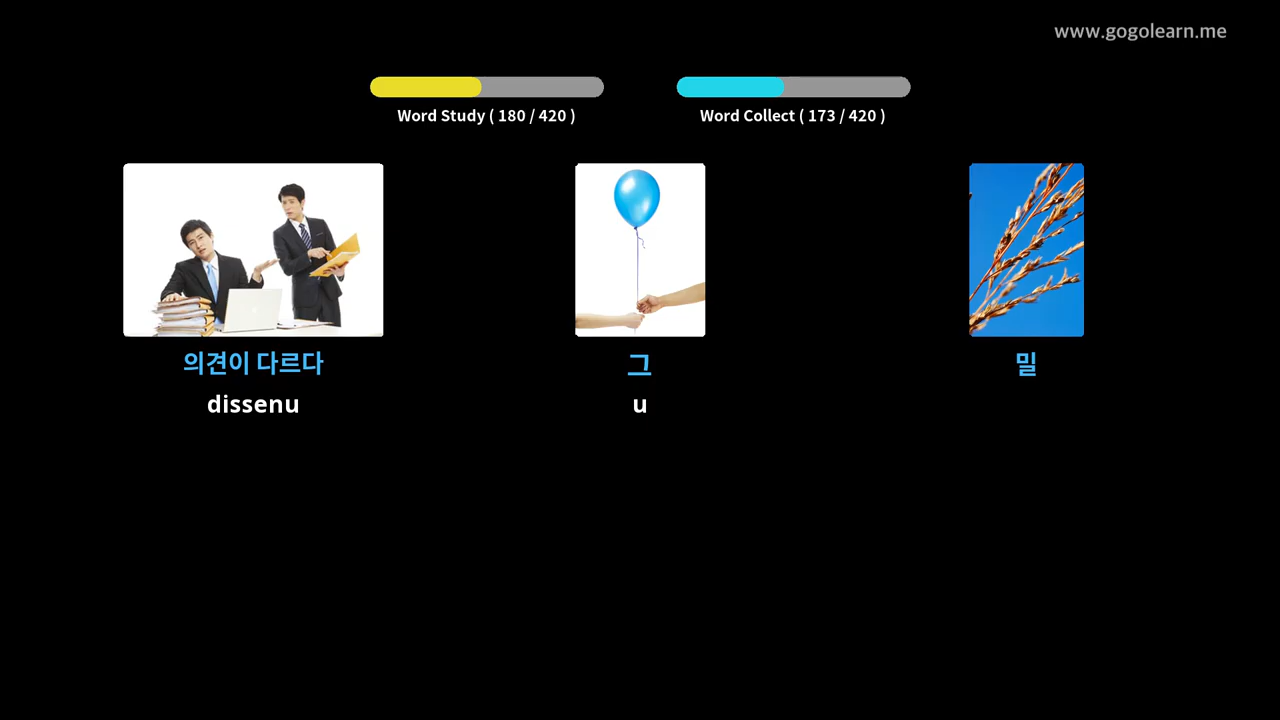 www.gogolearn.me
Word Study ( 180 / 420 )
Word Collect ( 173 / 420 )
의견이 다르다
그
밀
dissenu
u